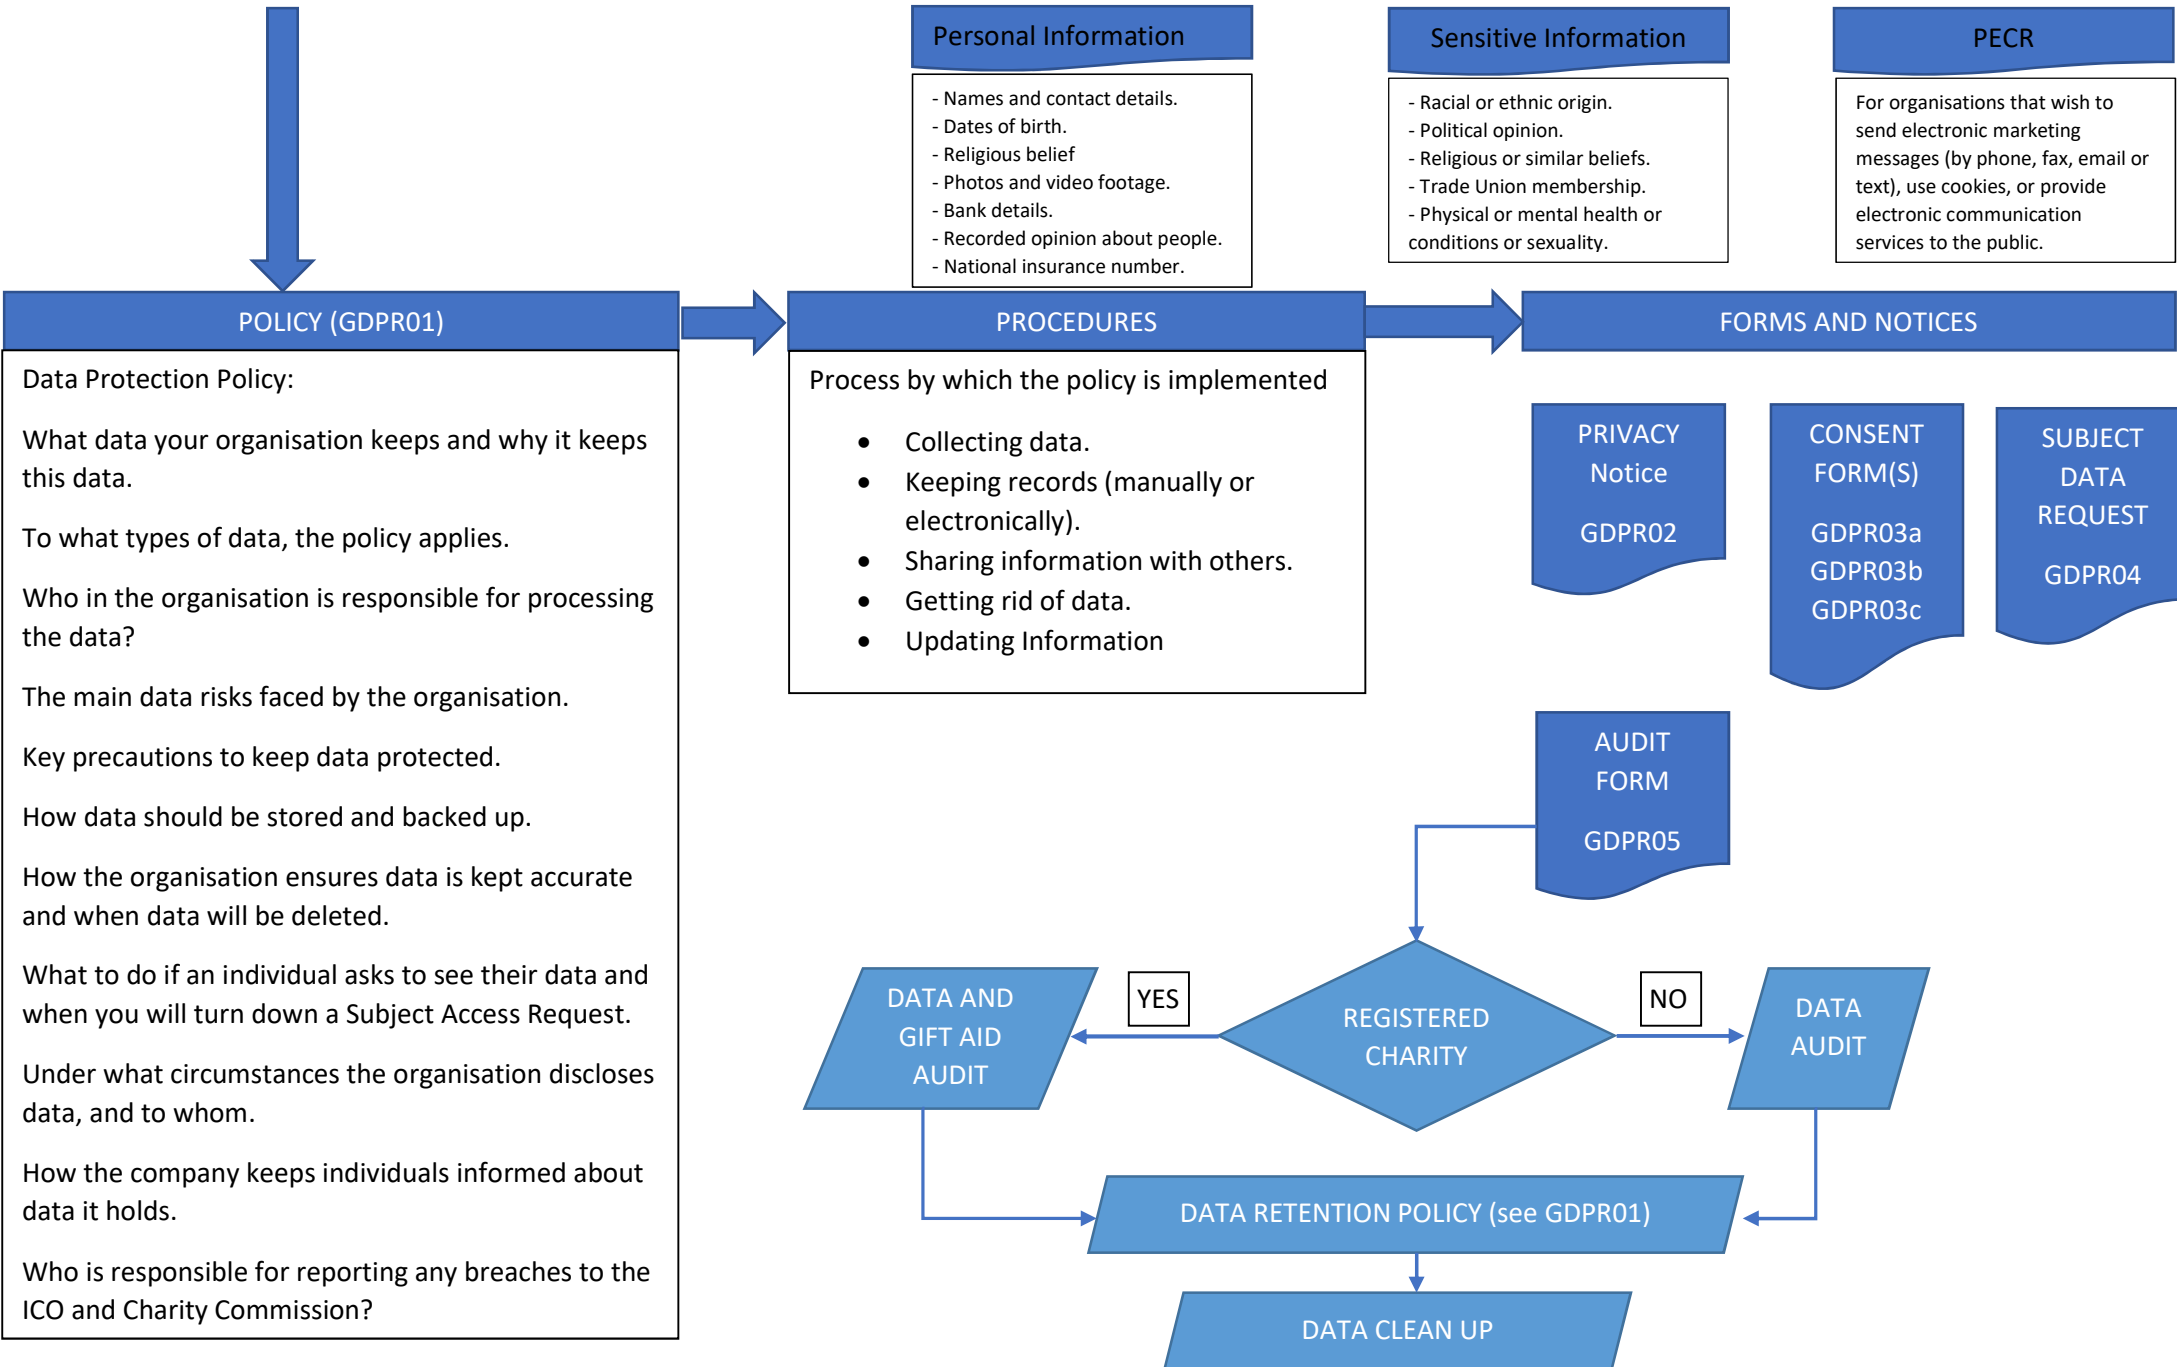 Personal Information
- Names and contact details.
- Dates of birth.
- Religious belief
- Photos and video footage.
- Bank details.
- Recorded opinion about people.
- National insurance number.
Sensitive Information
- Racial or ethnic origin.
- Political opinion.
- Religious or similar beliefs.
- Trade Union membership.
- Physical or mental health or
conditions or sexuality.
PECR
For organisations that wish to
send electronic marketing
messages (by phone, fax, email or
text), use cookies, or provide
electronic communication
services to the public.
POLICY (GDPR01)
Data Protection Policy:
What data your organisation keeps and why it keeps
this data.
To what types of data, the policy applies.
Who in the organisation is responsible for processing
the data?
The main data risks faced by the organisation.
Key precautions to keep data protected.
How data should be stored and backed up.
How the organisation ensures data is kept accurate
and when data will be deleted.
What to do if an individual asks to see their data and
when you will turn down a Subject Access Request.
Under what circumstances the organisation discloses
data, and to whom.
How the company keeps individuals informed about
data it holds.
Who is responsible for reporting any breaches to the
ICO and Charity Commission?
PROCEDURES
Process by which the policy is implemented
• Collecting data.
• Keeping records (manually or
electronically).
• Sharing information with others.
• Getting rid of data.
• Updating Information
FORMS AND NOTICES
PRIVACY
Notice
GDPR02
CONSENT
FORM(S)
GDPR03a
GDPR03b
GDPR03c
SUBJECT
DATA
REQUEST
GDPR04
AUDIT
FORM
GDPR05
DATA AND
GIFT AID
AUDIT
YES
REGISTERED
CHARITY
NO
DATA
AUDIT
DATA RETENTION POLICY (see GDPR01)
DATA CLEAN UP